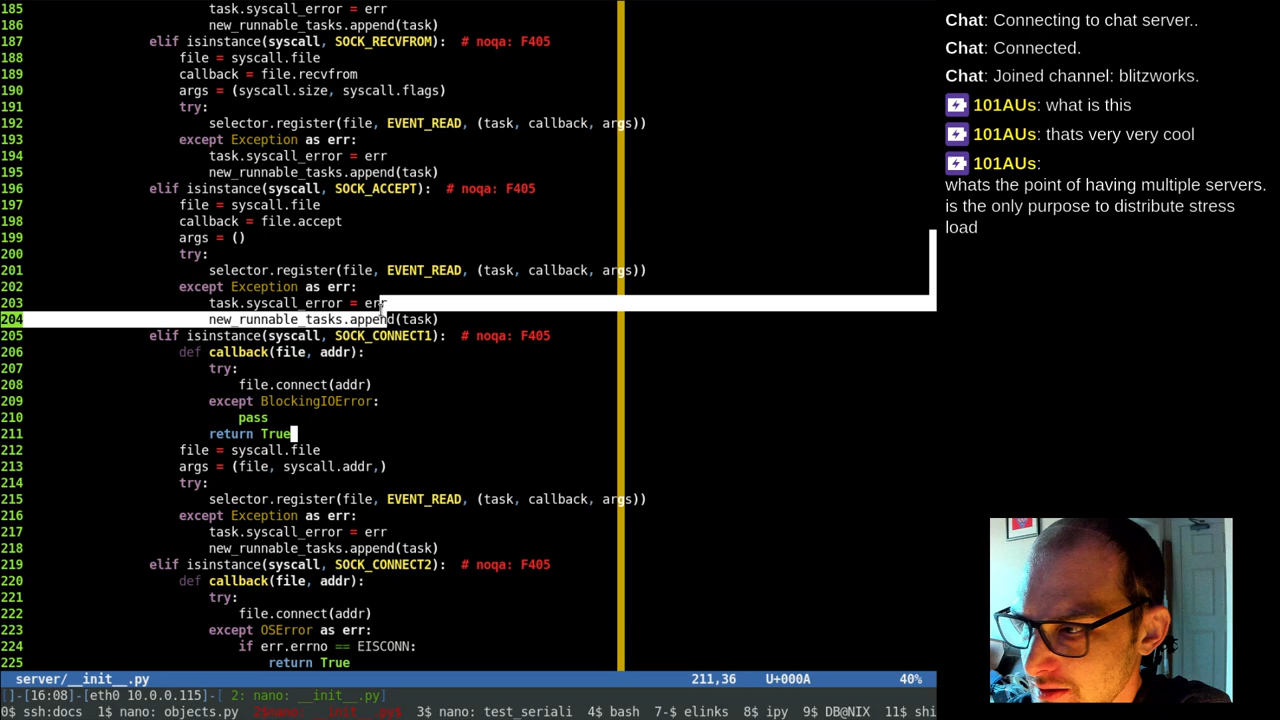 185 task.syscall_error = err
186 new_runnable_tasks.append(task)
187 elif isinstance(syscall, SOCK_RECVFROM):  # noqa: F405
188 file = syscall.file
189 callback = file.recvfrom
190 args = (syscall.size, syscall.flags)
191 try:
192 selector.register(file, EVENT_READ, (task, callback, args))
193 except Exception as err:
194 task.syscall_error = err
195 new_runnable_tasks.append(task)
196 elif isinstance(syscall, SOCK_ACCEPT):  # noqa: F405
197 file = syscall.file
198 callback = file.accept
199 args = ()
200 try:
201 selector.register(file, EVENT_READ, (task, callback, args))
202 except Exception as err:
203 task.syscall_error = err
204 new_runnable_tasks.append(task)
205 elif isinstance(syscall, SOCK_CONNECT1):  # noqa: F405
206 def callback(file, addr):
207 try:
208 file.connect(addr)
209 except BlockingIOError:
210 pass
211 return True
212 file = syscall.file
213 args = (file, syscall.addr,)
214 try:
215 selector.register(file, EVENT_READ, (task, callback, args))
216 except Exception as err:
217 task.syscall_error = err
218 new_runnable_tasks.append(task)
219 elif isinstance(syscall, SOCK_CONNECT2):  # noqa: F405
220 def callback(file, addr):
221 try:
222 file.connect(addr)
223 except OSError as err:
224 if err.errno == EISCONN:
225 return True
server/__init__.py 211,36 U+000A 40%
[]-[16:08]-[eth0 10.0.0.115]-[ 2: nano: __init__.py]
0$ ssh:docs  1$ nano: objects.py  2$nano: __init__.py*  3$ nano: test_seriali  4$ bash  7-$ elinks  8$ ipy  9$ DB@NIX  11$ shi
Chat: Connecting to chat server..
Chat: Connected.
Chat: Joined channel: blitzworks.
101AUs: what is this
101AUs: thats very very cool
101AUs:
whats the point of having multiple servers.
is the only purpose to distribute stress
load